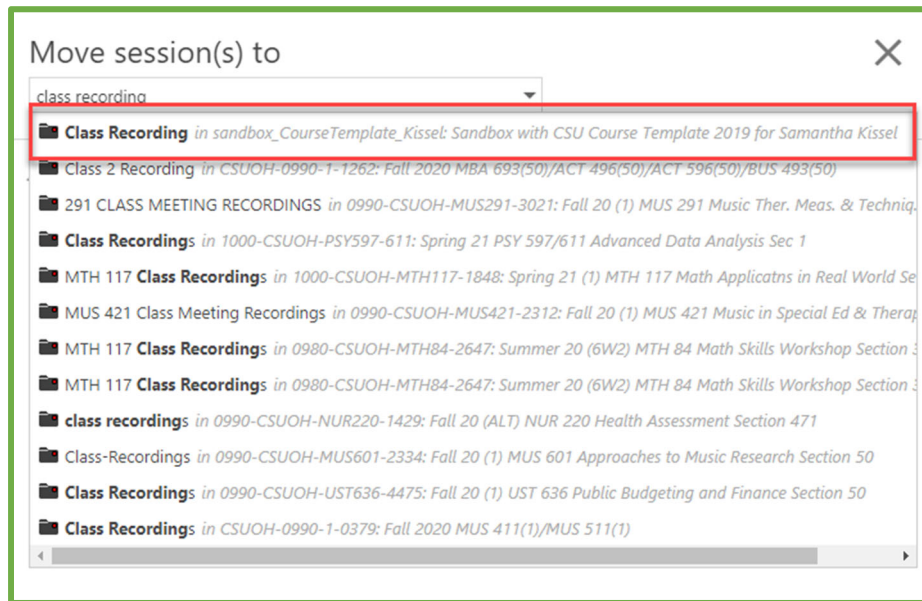 Move session(s) to
class recording
Class Recording in sandbox_CourseTemplate_Kissel: Sandbox with CSU Course Template 2019 for Samantha Kissel
Class 2 Recording in CSUOH-0990-1-1262: Fall 2020 MBA 693(50)/ACT 496(50)/ACT 596(50)/BUS 493(50)
291 CLASS MEETING RECORDINGS in 0990-CSUOH-MUS291-3021: Fall 20 (1) MUS 291 Music Ther. Meas. & Techniq.
Class Recordings in 1000-CSUOH-PSY597-611: Spring 21 PSY 597/611 Advanced Data Analysis Sec 1
MTH 117 Class Recordings in 1000-CSUOH-MTH117-1848: Spring 21 (1) MTH 117 Math Applicatns in Real World Se
MUS 421 Class Meeting Recordings in 0990-CSUOH-MUS421-2312: Fall 20 (1) MUS 421 Music in Special Ed & Therap
MTH 117 Class Recordings in 0980-CSUOH-MTH84-2647: Summer 20 (6W2) MTH 84 Math Skills Workshop Section
MTH 117 Class Recordings in 0980-CSUOH-MTH84-2647: Summer 20 (6W2) MTH 84 Math Skills Workshop Section
class recordings in 0990-CSUOH-NUR220-1429: Fall 20 (ALT) NUR 220 Health Assessment Section 471
Class-Recordings in 0990-CSUOH-MUS601-2334: Fall 20 (1) MUS 601 Approaches to Music Research Section 50
Class Recordings in 0990-CSUOH-UST636-4475: Fall 20 (1) UST 636 Public Budgeting and Finance Section 50
Class Recordings in CSUOH-0990-1-0379: Fall 2020 MUS 411(1)/MUS 511(1)